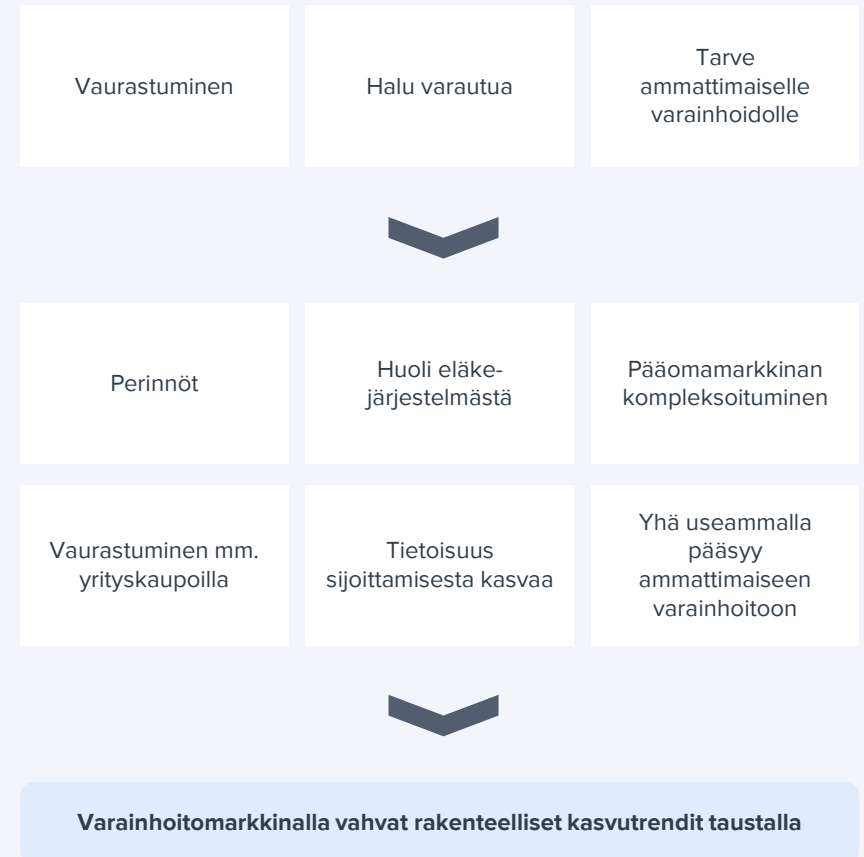 Vaurastuminen
Halu varautua
Tarve
ammattimaiselle
varainhoidolle
Perinnöt
Huoli eläke-
järjestelmästä
Pääomamarkkinan
kompleksoituminen
Vaurastuminen mm.
yrityskaupoilla
Tietoisuus
sijoittamisesta kasvaa
Yhä useammalla
pääsyy
ammattimaiseen
varainhoitoon
Varainhoitomarkkinalla vahvat rakenteelliset kasvutrendit taustalla